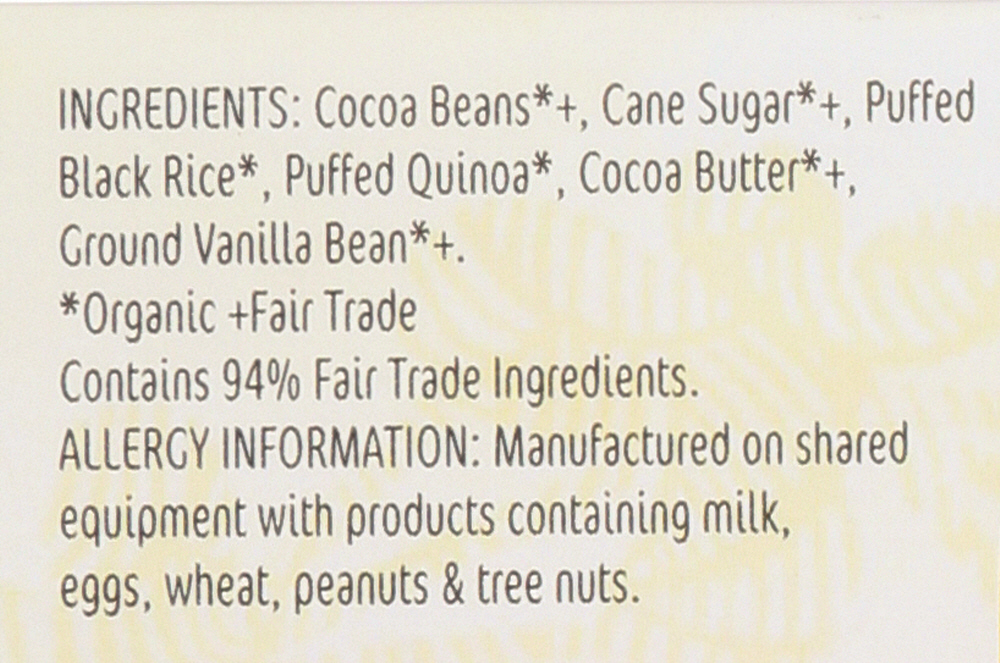 INGREDIENTS: Cocoa Beans*+, Cane Sugar*+, Puffed
Black Rice*, Puffed Quinoa*, Cocoa Butter*+,
Ground Vanilla Bean*+.
*Organic +Fair Trade
Contains 94% Fair Trade Ingredients.
ALLERGY INFORMATION: Manufactured on shared
equipment with products containing milk,
eggs, wheat, peanuts & tree nuts.